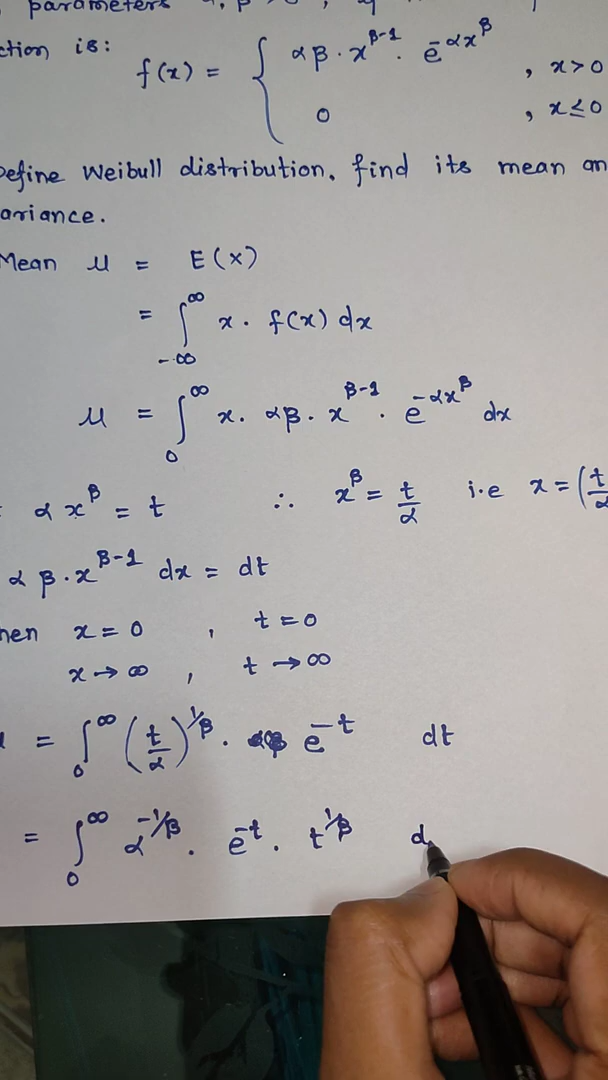 parameters α, β > 0, if
ction is:
f(x) = { αβ · x^{β-1} · e^{-αx^β} , x > 0
0 , x ≤ 0
Define Weibull distribution. find its mean an
ariance.
Mean μ = E(x)
= ∫_{-∞}^{∞} x · f(x) dx
μ = ∫_0^∞ x · αβ · x^{β-1} · e^{-αx^β} dx
αx^β = t ∴ x^β = t/α i.e x = (t/α
αβ · x^{β-1} dx = dt
hen x = 0 , t = 0
x → ∞ , t → ∞
= ∫_0^∞ (t/α)^{1/β} · e^{-t} dt
= ∫_0^∞ α^{-1/β} · e^{-t} · t^{1/β} d